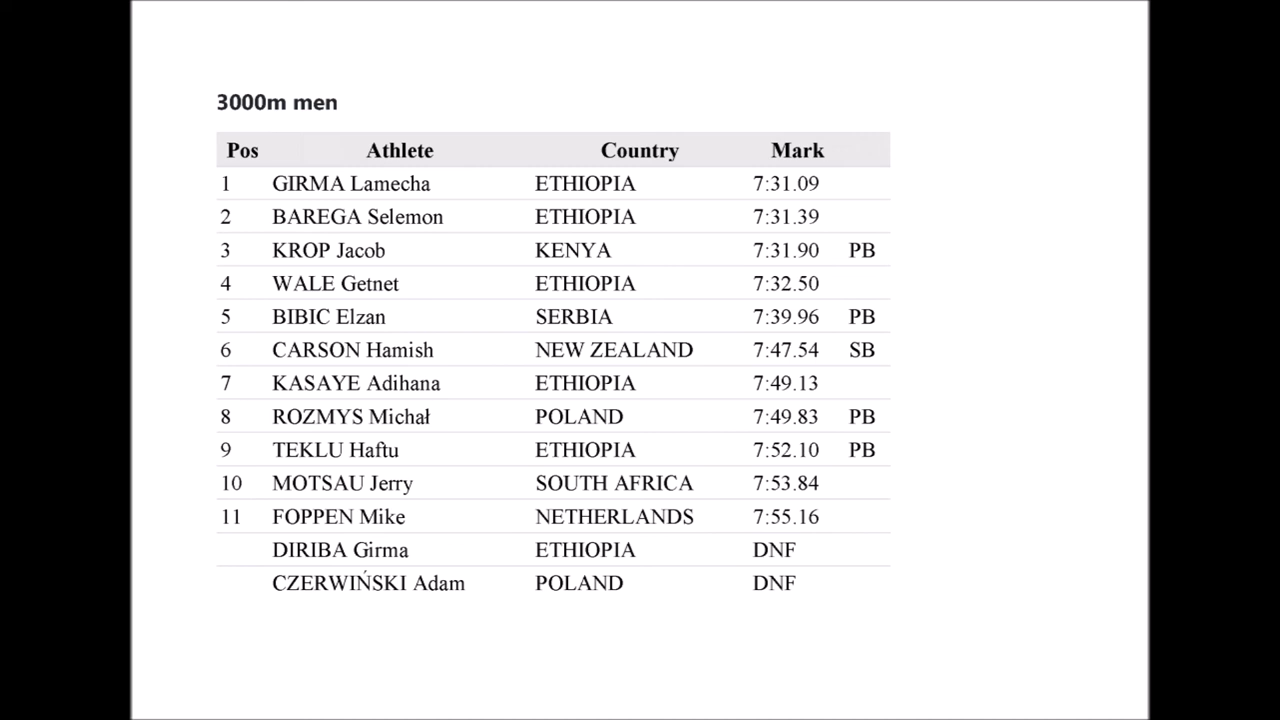 3000m men
Pos Athlete Country Mark
1 GIRMA Lamecha ETHIOPIA 7:31.09
2 BAREGA Selemon ETHIOPIA 7:31.39
3 KROP Jacob KENYA 7:31.90 PB
4 WALE Getnet ETHIOPIA 7:32.50
5 BIBIC Elzan SERBIA 7:39.96 PB
6 CARSON Hamish NEW ZEALAND 7:47.54 SB
7 KASAYE Adihana ETHIOPIA 7:49.13
8 ROZMYS Michał POLAND 7:49.83 PB
9 TEKLU Haftu ETHIOPIA 7:52.10 PB
10 MOTSAU Jerry SOUTH AFRICA 7:53.84
11 FOPPEN Mike NETHERLANDS 7:55.16
DIRIBA Girma ETHIOPIA DNF
CZERWIŃSKI Adam POLAND DNF